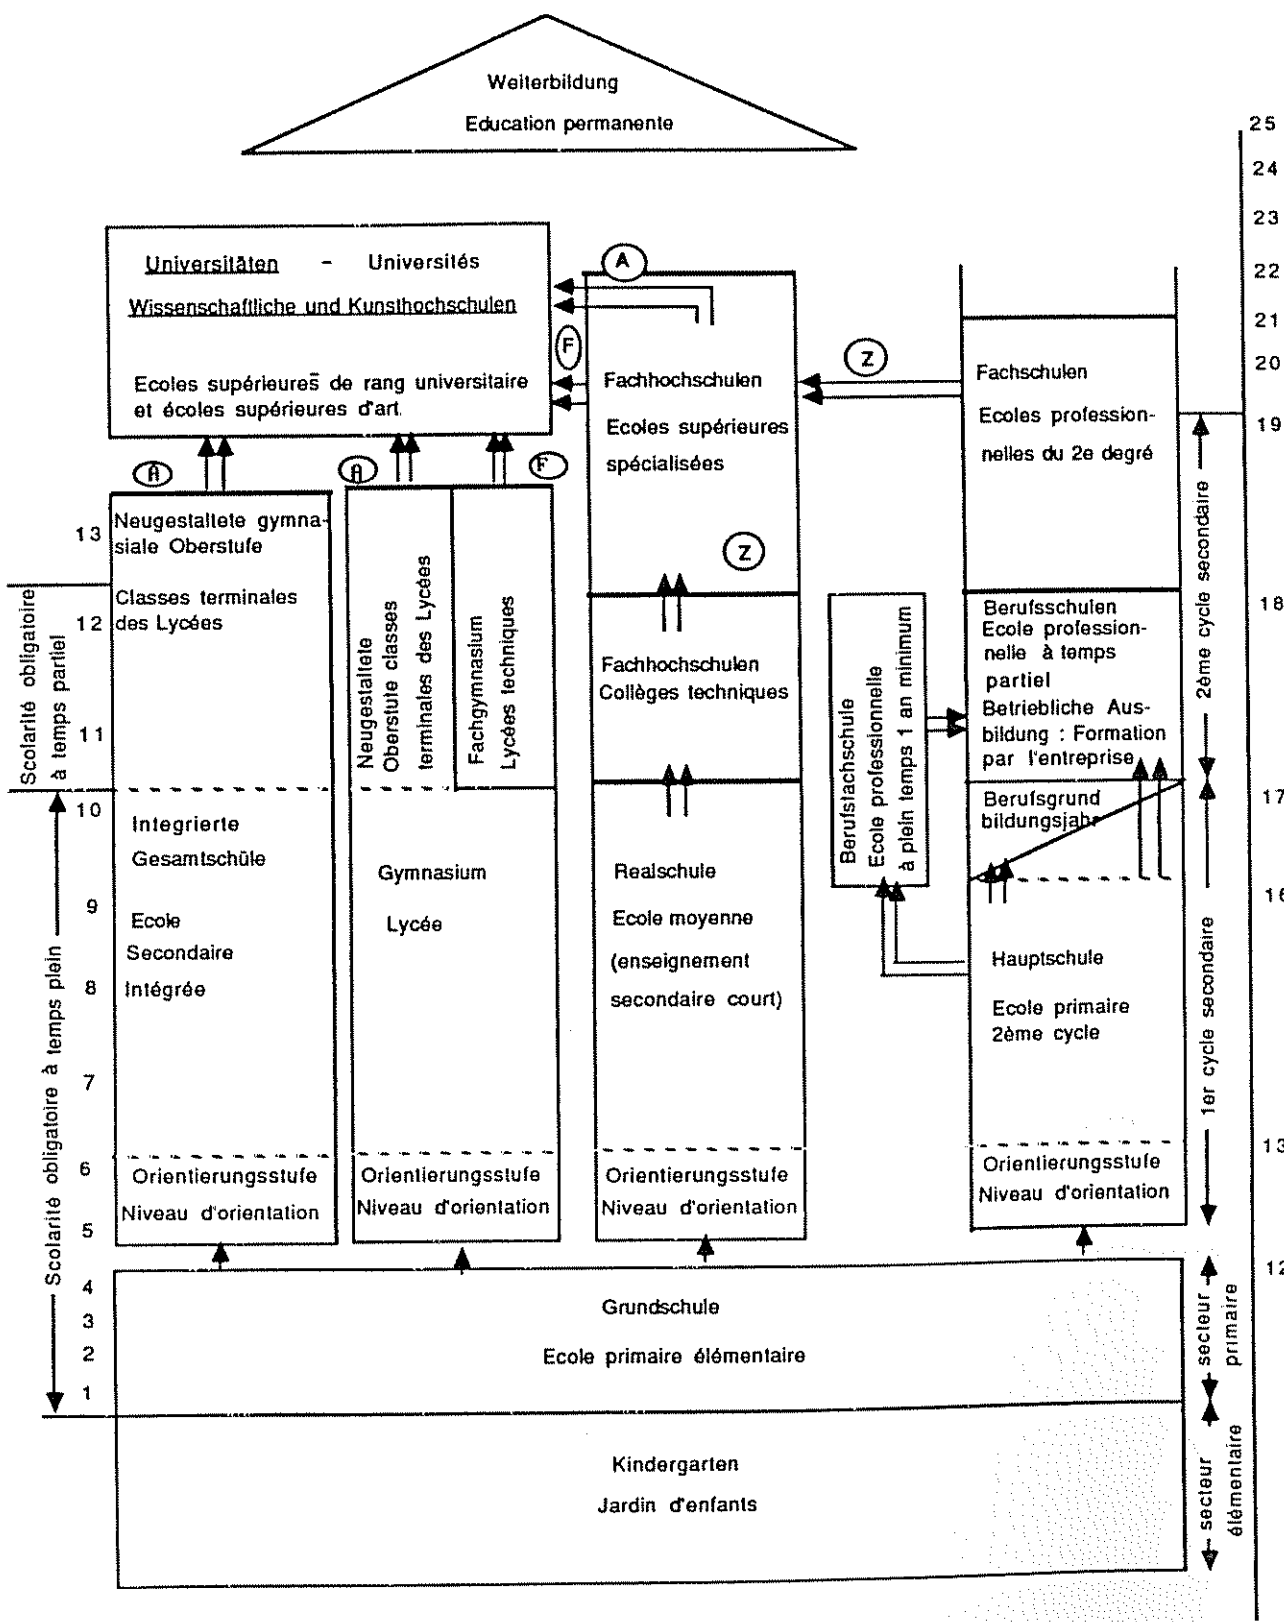 Weiterbildung
Education permanente
25
24
23
22
21
20
19
18
17
16
13
12
Universitäten - Universités
Wissenschaftliche und Kunsthochschulen
Ecoles supérieures de rang universitaire
et écoles supérieures d'art.
A
F
Z
Fachhochschulen
Ecoles supérieures
spécialisées
Z
Fachschulen
Ecoles profession-
nelles du 2e degré
A
A
F
13
12
11
10
9
8
7
6
5
4
3
2
1
Scolarité obligatoire
à temps partiel
Scolarité obligatoire à temps plein
Neugestaltete gymna-
siale Oberstufe
Classes terminales
des Lycées
Integrierte
Gesamtschüle
Ecole
Secondaire
Intégrée
Orientierungsstufe
Niveau d'orientation
Neugestaltete
Oberstute classes
terminales des Lycées
Fachgymnasium
Lycées techniques
Gymnasium
Lycée
Orientierungsstufe
Niveau d'orientation
Fachhochschulen
Collèges techniques
Realschule
Ecole moyenne
(enseignement
secondaire court)
Orientierungsstufe
Niveau d'orientation
Berufstachschule
Ecole professionnelle
à plein temps 1 an minimum
Berufsschulen
Ecole profession-
nelle à temps
partiel
Betriebliche Aus-
bildung : Formation
par l'entreprise
Berufsgrund
bildungsjahr
Hauptschule
Ecole primaire
2ème cycle
Orientierungsstufe
Niveau d'orientation
2ème cycle secondaire
1er cycle secondaire
secteur
primaire
secteur
élémentaire
Grundschule
Ecole primaire élémentaire
Kindergarten
Jardin d'enfants